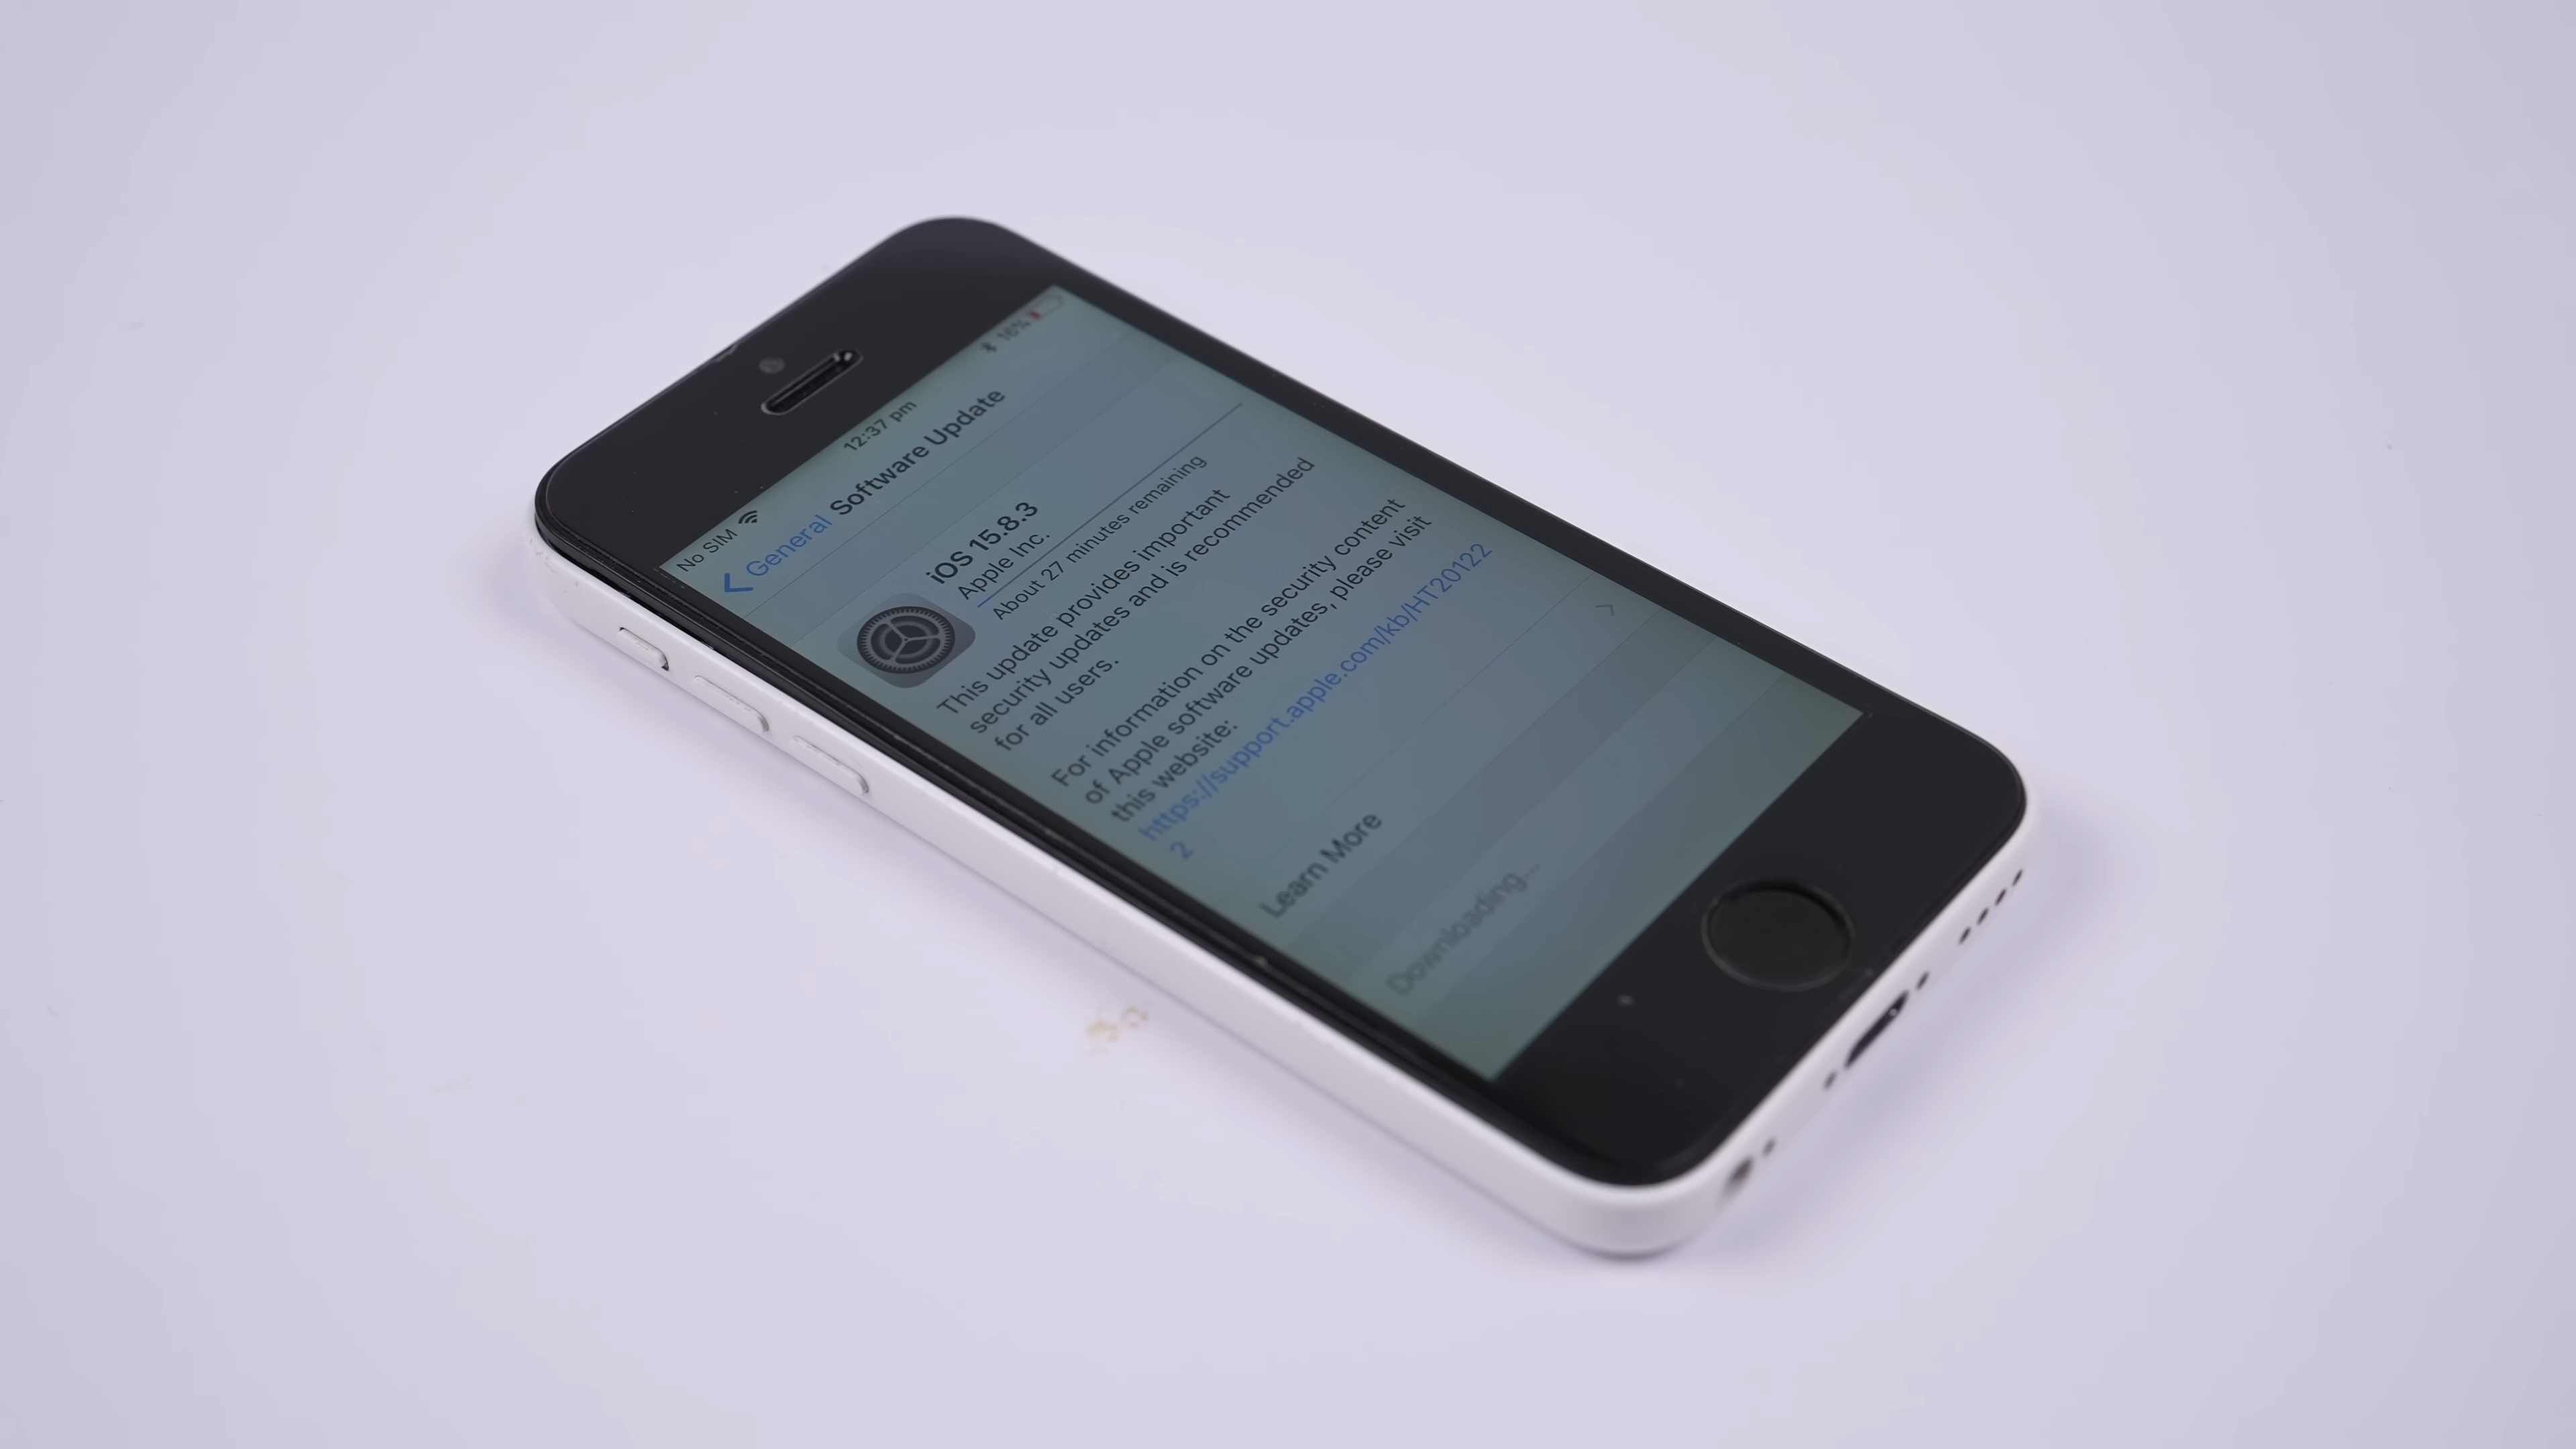 No SIM 12:37 pm 16%
General Software Update
iOS 15.8.3
Apple Inc.
About 27 minutes remaining
This update provides important
security updates and is recommended
for all users.
For information on the security content
of Apple software updates, please visit
this website:
https://support.apple.com/kb/HT20122
2
Learn More
Downloading...